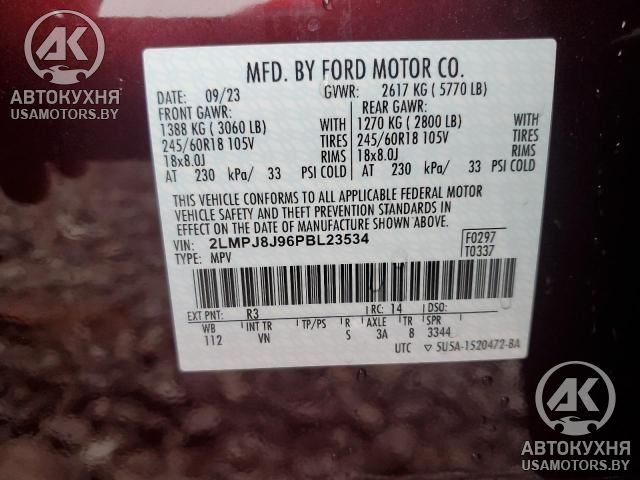 АВТОКУХНЯ
USAMOTORS.BY
MFD. BY FORD MOTOR CO.
DATE: 09/23 GVWR: 2617 KG ( 5770 LB)
FRONT GAWR: REAR GAWR:
1388 KG ( 3060 LB) 1270 KG ( 2800 LB)
245/60R18 105V TIRES 245/60R18 105V TIRES
18x8.0J RIMS 18x8.0J RIMS
AT 230 kPa/ 33 PSI COLD AT 230 kPa/ 33 PSI COLD
THIS VEHICLE CONFORMS TO ALL APPLICABLE FEDERAL MOTOR
VEHICLE SAFETY AND THEFT PREVENTION STANDARDS IN
EFFECT ON THE DATE OF MANUFACTURE SHOWN ABOVE.
VIN: 2LMPJ8J96PBL23534
TYPE: MPV
F0297
T0337
EXT PNT: R3 RC: 14 DSO:
WB INT TR TP/PS R AXLE TR SPR
112 VN S 3A 8 3344
UTC ▽ 5U5A-1520472-BA
AK
АВТОКУХНЯ
USAMOTORS.BY